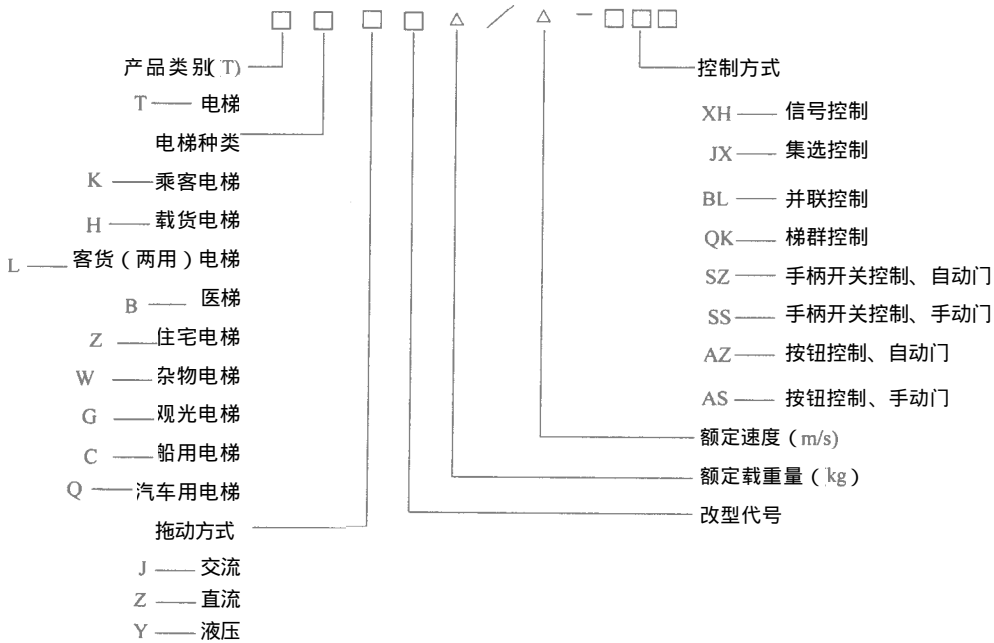 □ □ □ □ △ / △ - □□□
产品类别(T)
T —— 电梯
电梯种类
K —— 乘客电梯
H —— 载货电梯
L —— 客货(两用)电梯
B —— 医梯
Z —— 住宅电梯
W —— 杂物电梯
G —— 观光电梯
C —— 船用电梯
Q —— 汽车用电梯
拖动方式
J —— 交流
Z —— 直流
Y —— 液压
控制方式
XH —— 信号控制
JX —— 集选控制
BL —— 并联控制
QK —— 梯群控制
SZ —— 手柄开关控制、自动门
SS —— 手柄开关控制、手动门
AZ —— 按钮控制、自动门
AS —— 按钮控制、手动门
额定速度(m/s)
额定载重量(kg)
改型代号